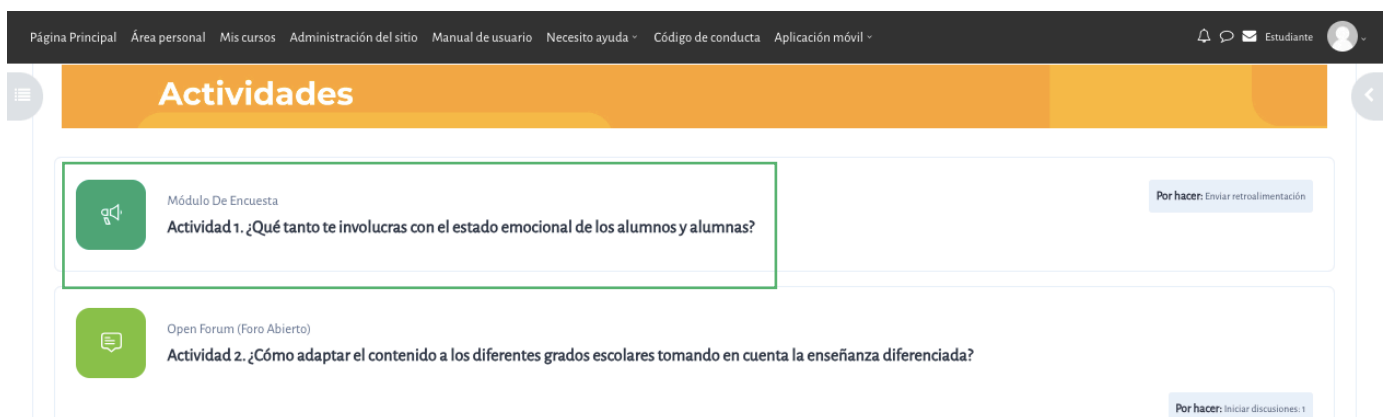 Página Principal Área personal Mis cursos Administración del sitio Manual de usuario Necesito ayuda Código de conducta Aplicación móvil Estudiante
Actividades
Módulo De Encuesta
Por hacer: Enviar retroalimentación
Actividad 1. ¿Qué tanto te involucras con el estado emocional de los alumnos y alumnas?
Open Forum (Foro Abierto)
Actividad 2. ¿Cómo adaptar el contenido a los diferentes grados escolares tomando en cuenta la enseñanza diferenciada?
Por hacer: Iniciar discusiones: 1